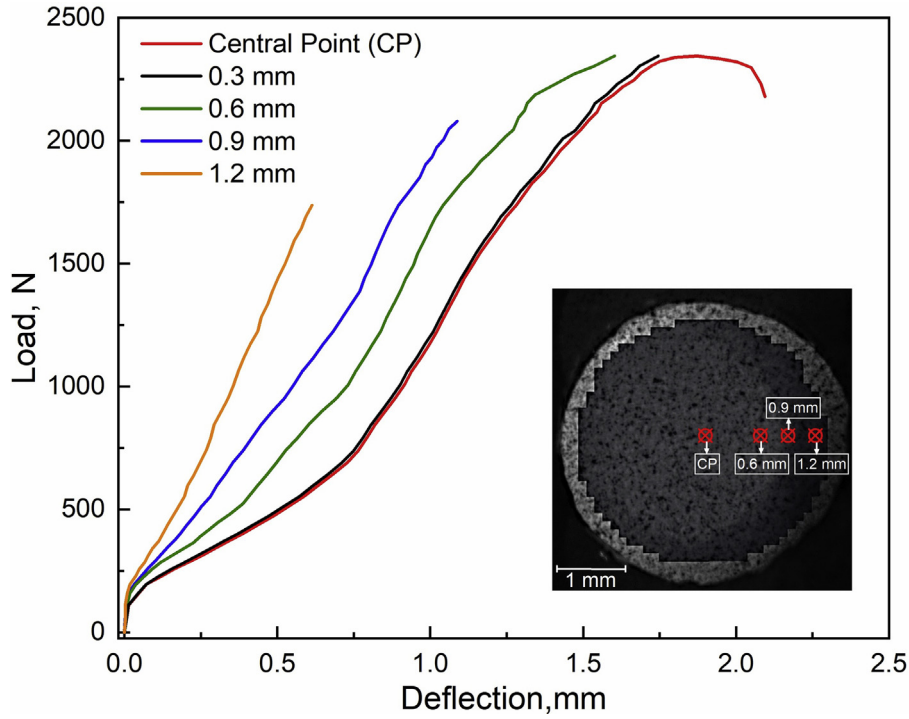 2500
2000
1500
1000
500
0
Load, N
Central Point (CP)
0.3 mm
0.6 mm
0.9 mm
1.2 mm
0.9 mm
CP
0.6 mm
1.2 mm
1 mm
0.0
0.5
1.0
1.5
2.0
2.5
Deflection,mm